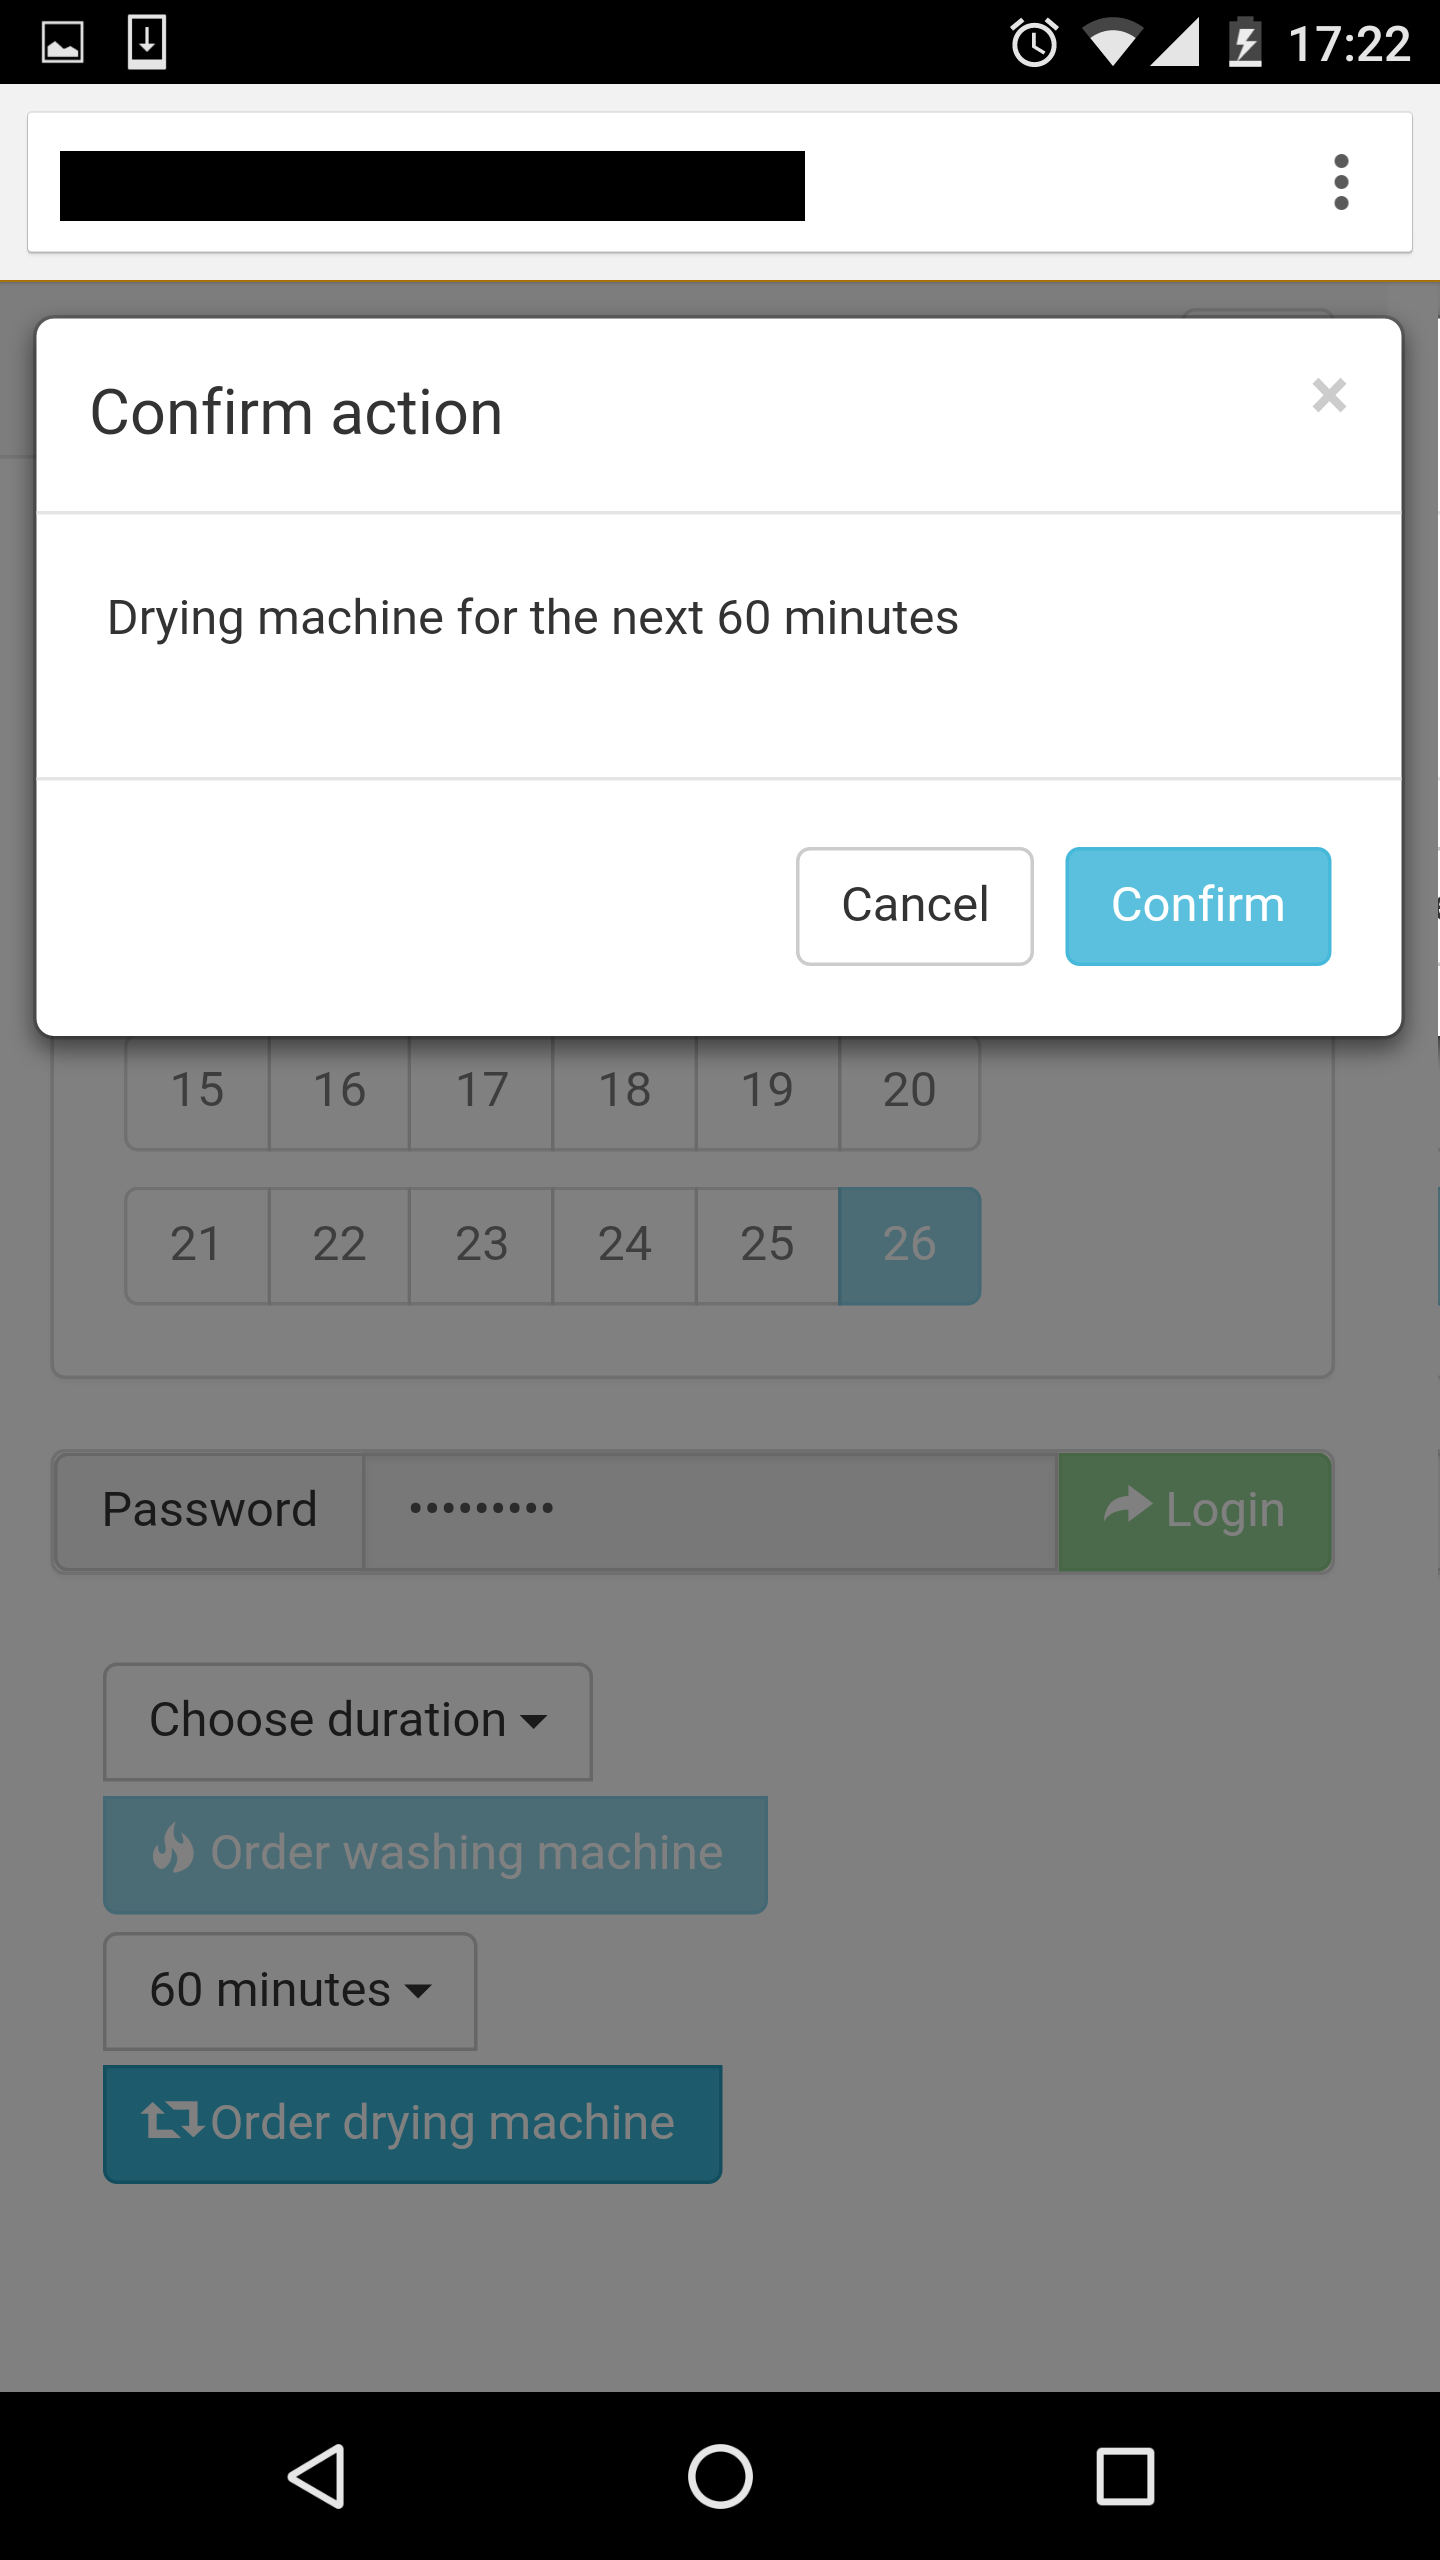 17:22
Confirm action ×
Drying machine for the next 60 minutes
Cancel Confirm
15 16 17 18 19 20
21 22 23 24 25 26
Password ••••••••• Login
Choose duration
Order washing machine
60 minutes
Order drying machine